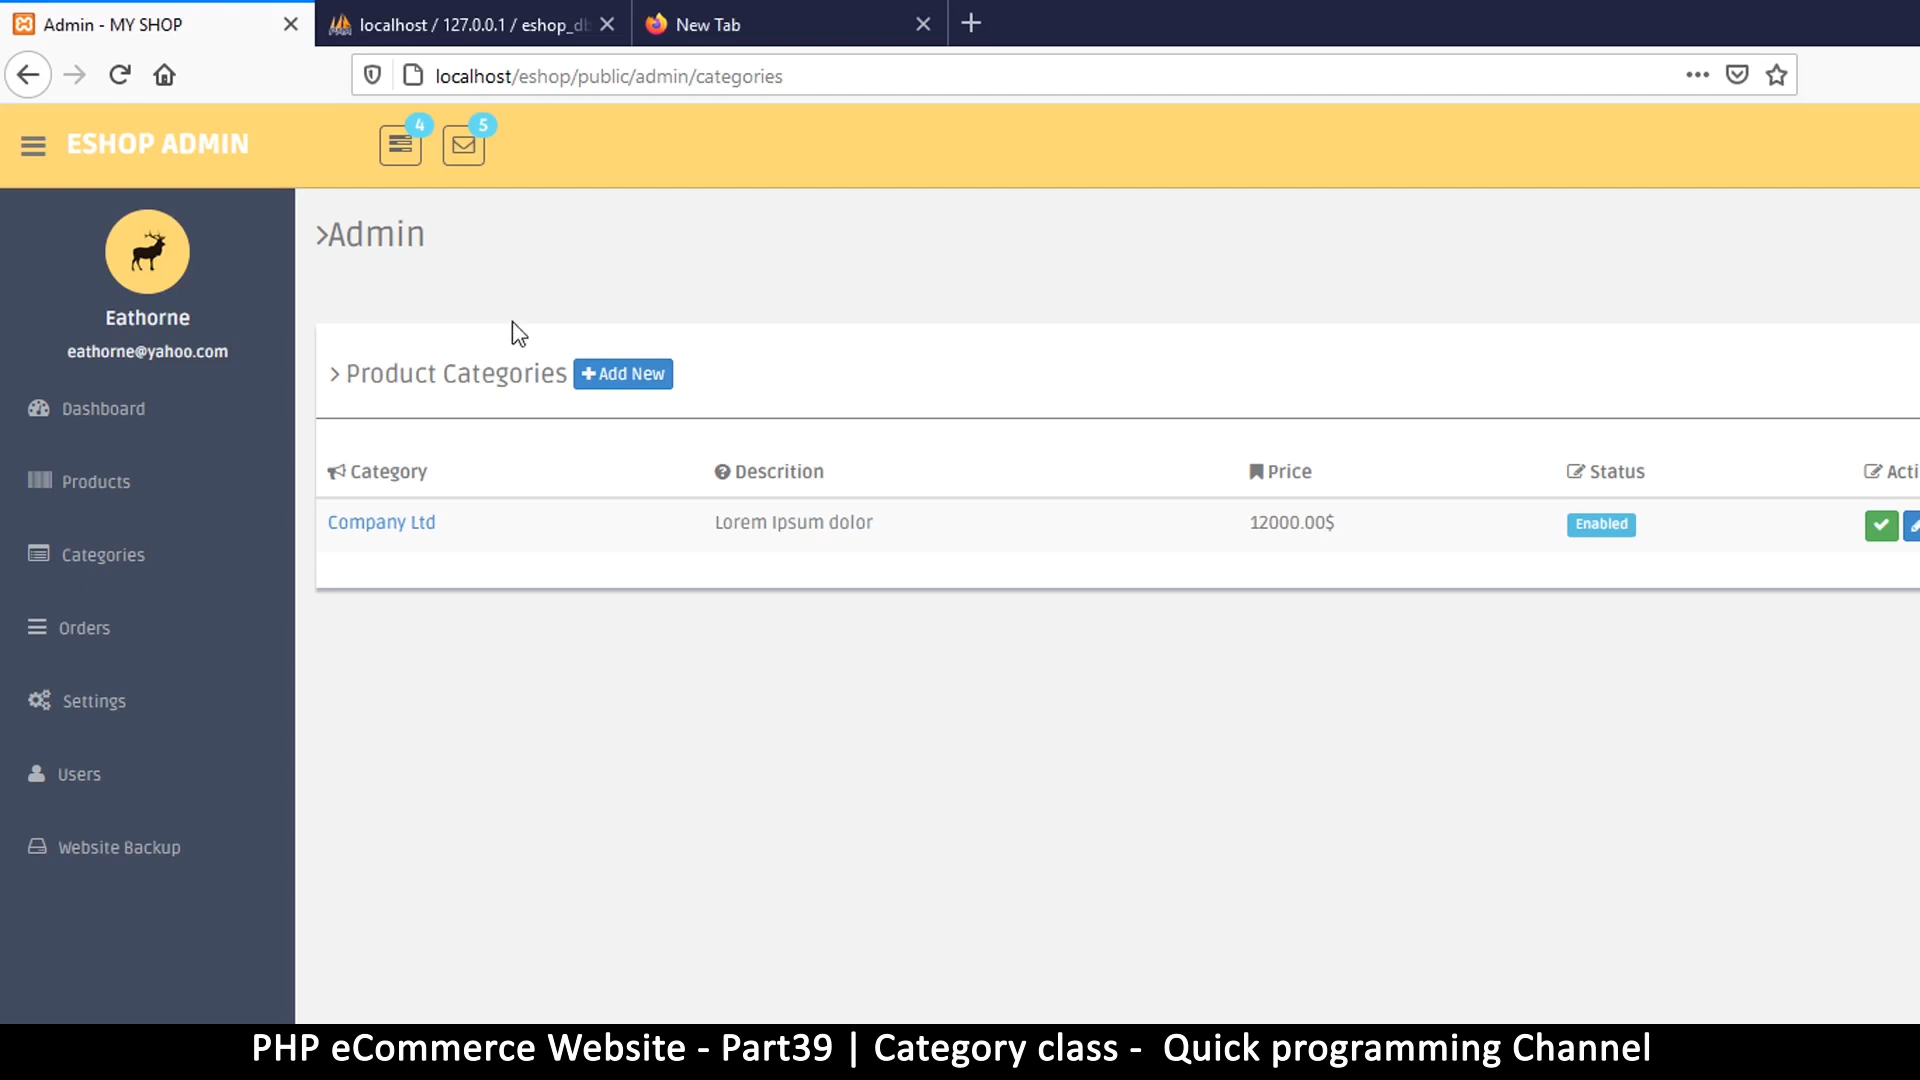 Admin - MY SHOP
localhost / 127.0.0.1 / eshop_db
New Tab
localhost/eshop/public/admin/categories
ESHOP ADMIN
4
5
>Admin
Eathorne
eathorne@yahoo.com
Dashboard
Products
Categories
Orders
Settings
Users
Website Backup
> Product Categories + Add New
Category Descrition Price Status Acti
Company Ltd Lorem Ipsum dolor 12000.00$ Enabled
PHP eCommerce Website - Part39 | Category class - Quick programming Channel